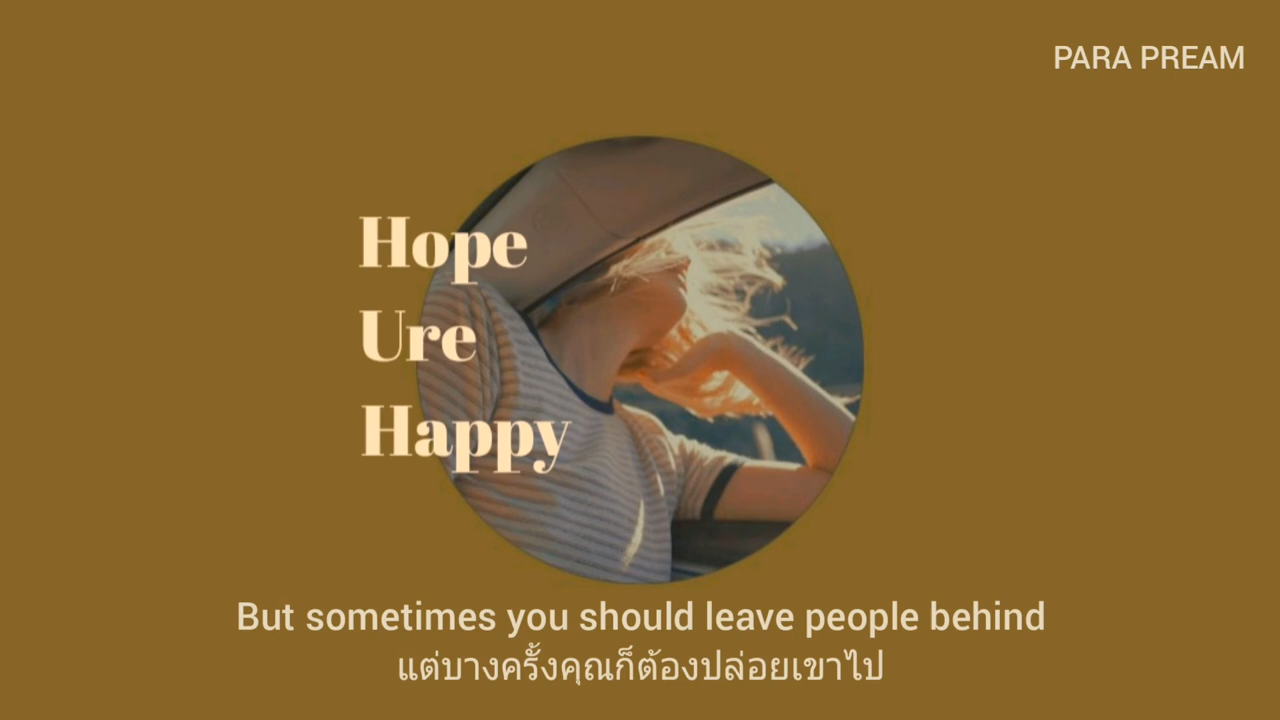 PARA PREAM
Hope
Ure
Happy
But sometimes you should leave people behind
แต่บางครั้งคุณก็ต้องปล่อยเขาไป